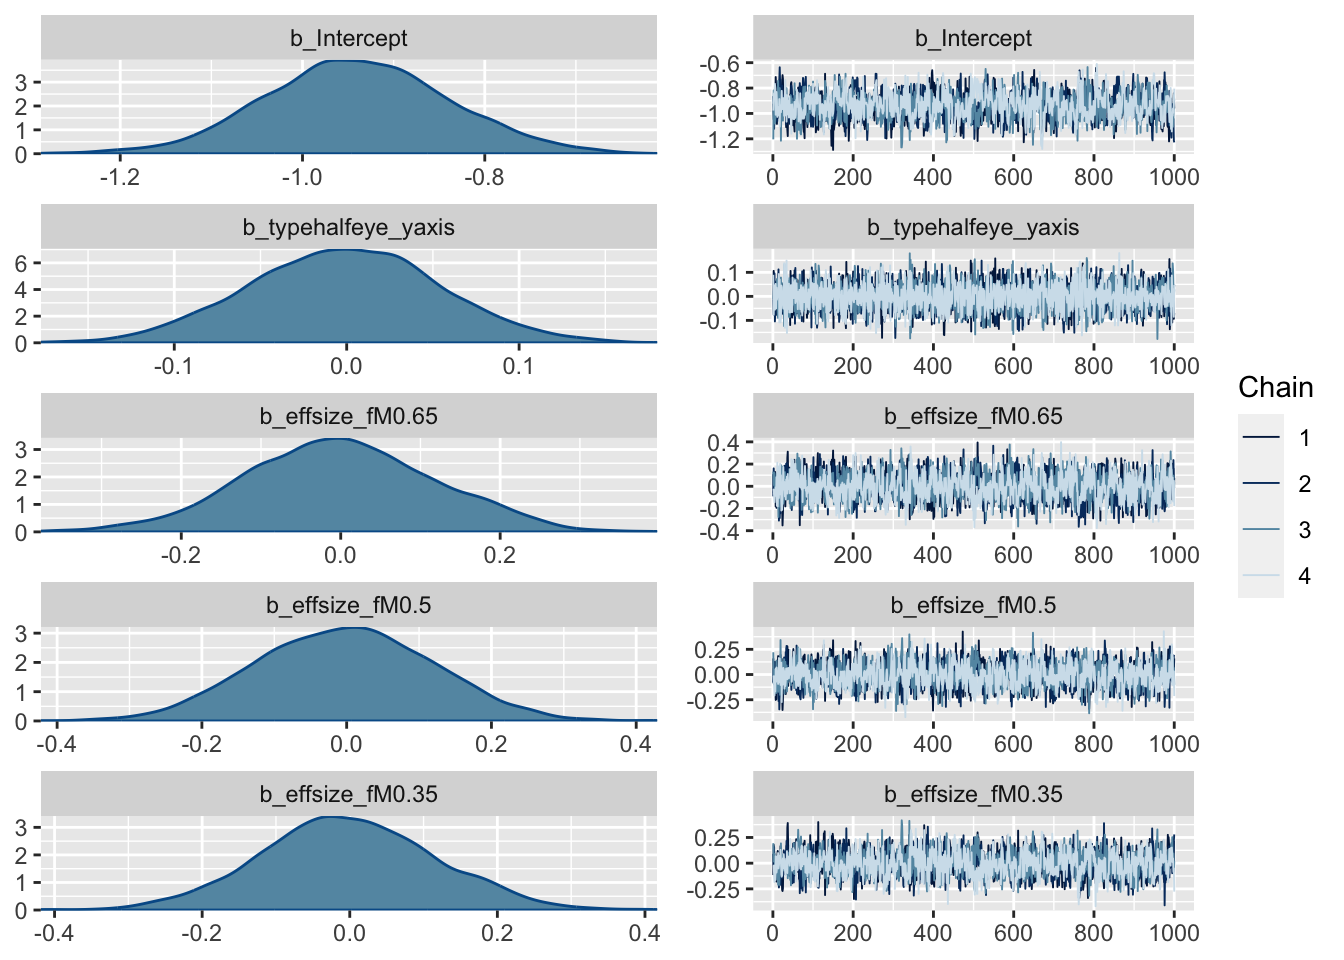 b_Intercept
3
2
1
0
-1.2 -1.0 -0.8
b_Intercept
-0.6
-0.8
-1.0
-1.2
0 200 400 600 800 1000
b_typehalfeye_yaxis
6
4
2
0
-0.1 0.0 0.1
b_typehalfeye_yaxis
0.1
0.0
-0.1
0 200 400 600 800 1000
b_effsize_fM0.65
3
2
1
0
-0.2 0.0 0.2
b_effsize_fM0.65
0.4
0.2
0.0
-0.2
-0.4
0 200 400 600 800 1000
b_effsize_fM0.5
3
2
1
0
-0.4 -0.2 0.0 0.2 0.4
b_effsize_fM0.5
0.25
0.00
-0.25
0 200 400 600 800 1000
b_effsize_fM0.35
3
2
1
0
-0.4 -0.2 0.0 0.2 0.4
b_effsize_fM0.35
0.25
0.00
-0.25
0 200 400 600 800 1000
Chain
1
2
3
4